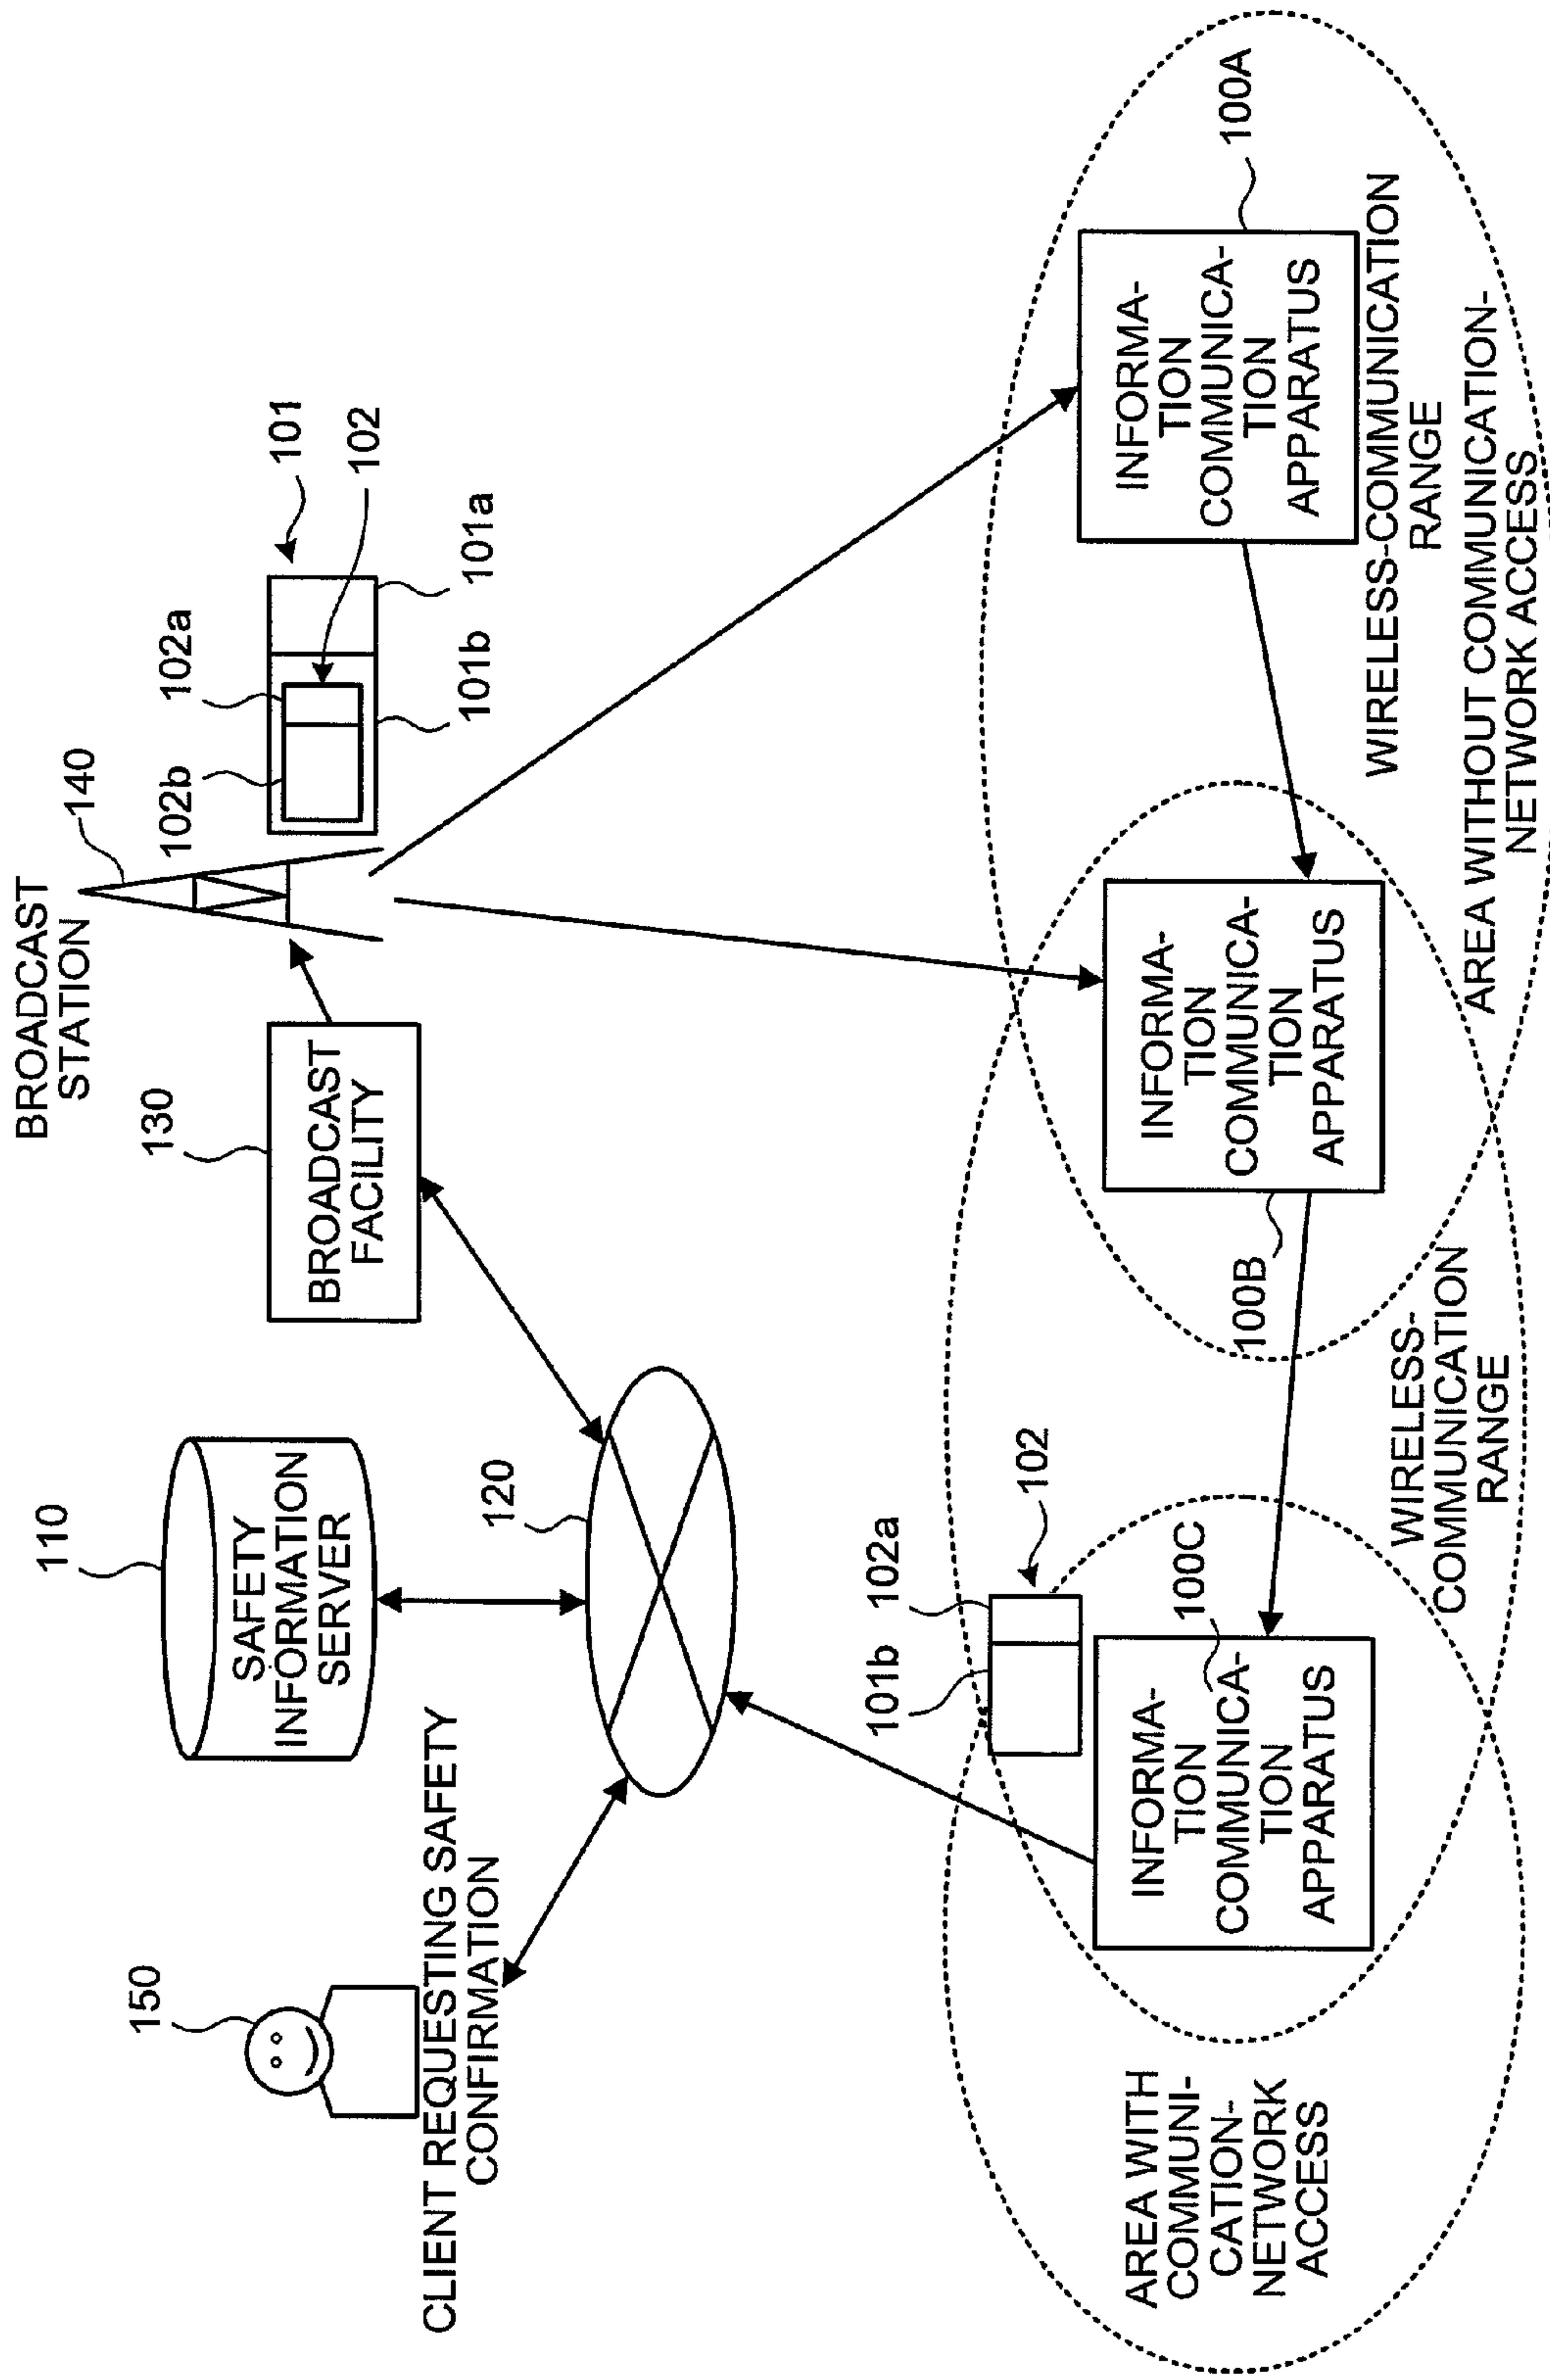 BROADCAST
STATION
140
130
BROADCAST
FACILITY
102b
102a
101
102
101a
101b
110
SAFETY
INFORMATION
SERVER
120
150
CLIENT REQUESTING SAFETY
CONFIRMATION
101b
102a
102
INFORMA-
TION
COMMUNICA-
TION
APPARATUS
100C
INFORMA-
TION
COMMUNICA-
TION
APPARATUS
100B
INFORMA-
TION
COMMUNICA-
TION
APPARATUS
100A
AREA WITH
COMMUNI-
CATION-
NETWORK
ACCESS
WIRELESS-
COMMUNICATION
RANGE
WIRELESS-COMMUNICATION
RANGE
AREA WITHOUT COMMUNICATION-
NETWORK ACCESS